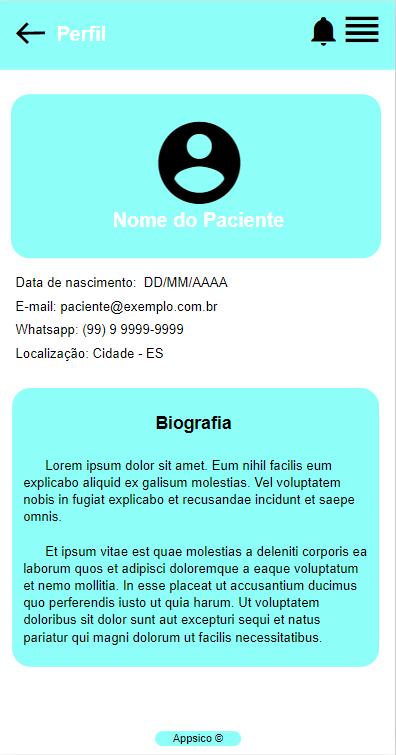 Perfil
Nome do Paciente
Data de nascimento:  DD/MM/AAAA
E-mail: paciente@exemplo.com.br
Whatsapp: (99) 9 9999-9999
Localização: Cidade - ES
Biografia
Lorem ipsum dolor sit amet. Eum nihil facilis eum
explicabo aliquid ex galisum molestias. Vel voluptatem
nobis in fugiat explicabo et recusandae incidunt et saepe
omnis.
Et ipsum vitae est quae molestias a deleniti corporis ea
laborum quos et adipisci doloremque a eaque voluptatum
et nemo mollitia. In esse placeat ut accusantium ducimus
quo perferendis iusto ut quia harum. Ut voluptatem
doloribus sit dolor sunt aut excepturi sequi et natus
pariatur qui magni dolorum ut facilis necessitatibus.
Appsico ©